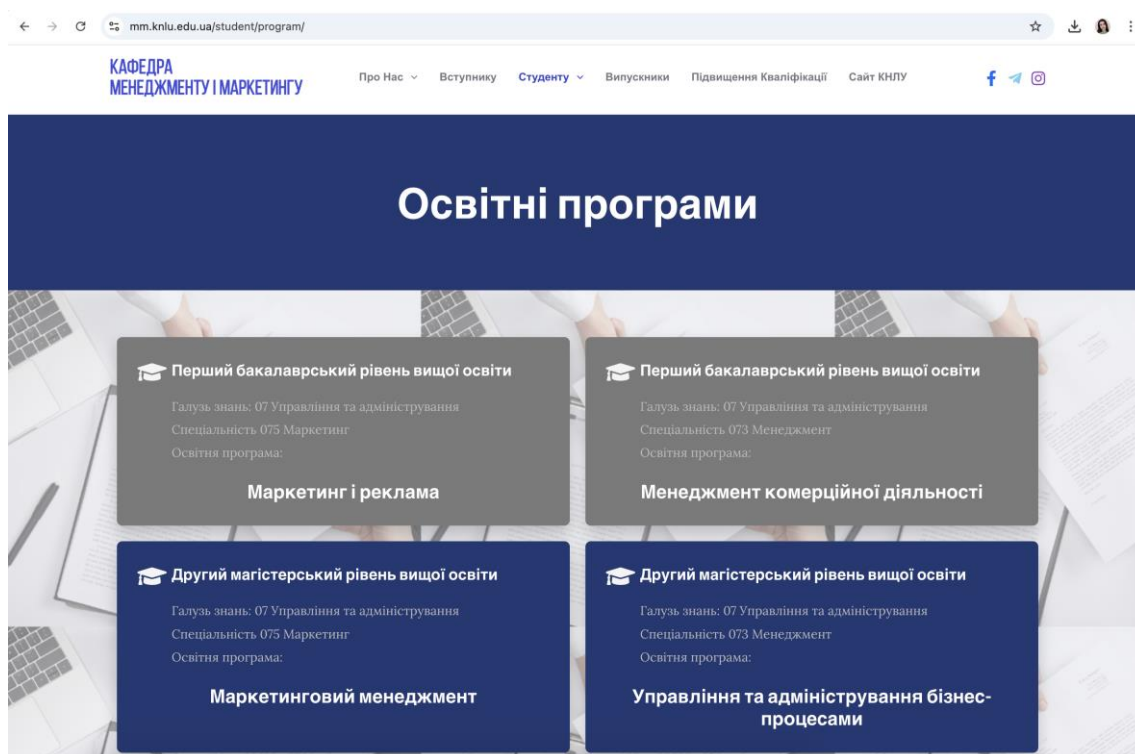 mm.knlu.edu.ua/student/program/
КАФЕДРА
МЕНЕДЖМЕНТУ І МАРКЕТИНГУ
Про Нас Вступнику Студенту Випускники Підвищення Кваліфікації Сайт КНЛУ
Освітні програми
Перший бакалаврський рівень вищої освіти
Галузь знань: 07 Управління та адміністрування
Спеціальність 075 Маркетинг
Освітня програма:
Маркетинг і реклама
Перший бакалаврський рівень вищої освіти
Галузь знань: 07 Управління та адміністрування
Спеціальність 073 Менеджмент
Освітня програма:
Менеджмент комерційної діяльності
Другий магістерський рівень вищої освіти
Галузь знань: 07 Управління та адміністрування
Спеціальність 075 Маркетинг
Освітня програма:
Маркетинговий менеджмент
Другий магістерський рівень вищої освіти
Галузь знань: 07 Управління та адміністрування
Спеціальність 073 Менеджмент
Освітня програма:
Управління та адміністрування бізнес-
процесами